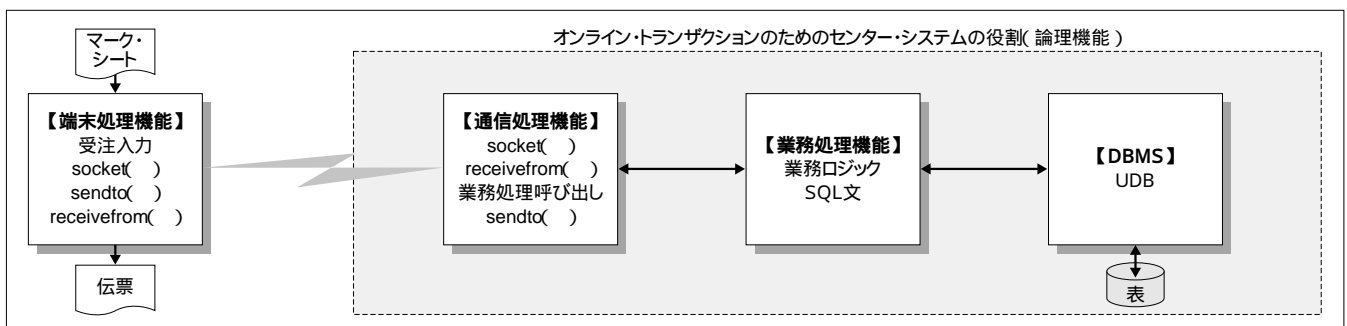 オンライン・トランザクションのためのセンター・システムの役割( 論理機能 )
マーク・
シート
【端末処理機能】
受注入力
socket( )
sendto( )
receivefrom( )
伝票
【通信処理機能】
socket( )
receivefrom( )
業務処理呼び出し
sendto( )
【業務処理機能】
業務ロジック
SQL文
【DBMS】
UDB
表